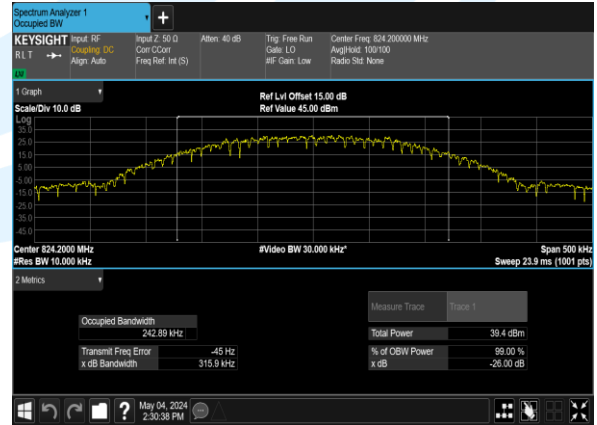 Spectrum Analyzer 1
Occupied BW
+
KEYSIGHT Input: RF Input Z: 50 Ω Atten: 40 dB Trig: Free Run Center Freq: 824.200000 MHz
RLT Coupling: DC Corr CCorr Gate: LO Avg|Hold: 100/100
Align: Auto Freq Ref: Int (S) #IF Gain: Low Radio Std: None
LVI
1 Graph
Ref Lvl Offset 15.00 dB
Scale/Div 10.0 dB Ref Value 45.00 dBm
Log
35.0
25.0
15.0
5.00
-5.00
-15.0
-25.0
-35.0
-45.0
Center 824.2000 MHz #Video BW 30.000 kHz* Span 500 kHz
#Res BW 10.000 kHz Sweep 23.9 ms (1001 pts)
2 Metrics
Measure Trace Trace 1
Occupied Bandwidth
242.89 kHz Total Power 39.4 dBm
Transmit Freq Error -45 Hz % of OBW Power 99.00 %
x dB Bandwidth 315.9 kHz x dB -26.00 dB
? May 04, 2024
2:30:38 PM